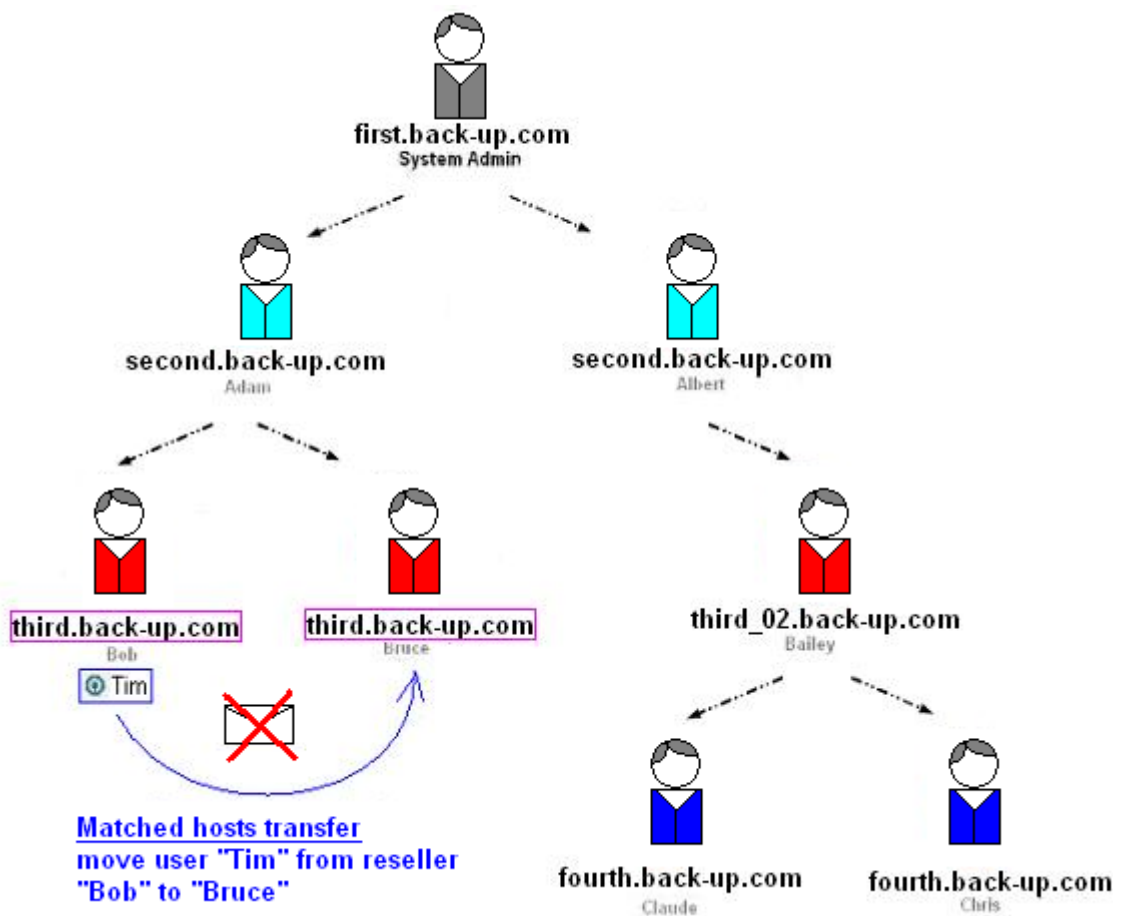 first.back-up.com
System Admin
second.back-up.com
Adam
second.back-up.com
Albert
third.back-up.com
Bob
Tim
third.back-up.com
Bruce
third_02.back-up.com
Bailey
Matched hosts transfer
move user "Tim" from reseller
"Bob" to "Bruce"
fourth.back-up.com
Claude
fourth.back-up.com
Chris